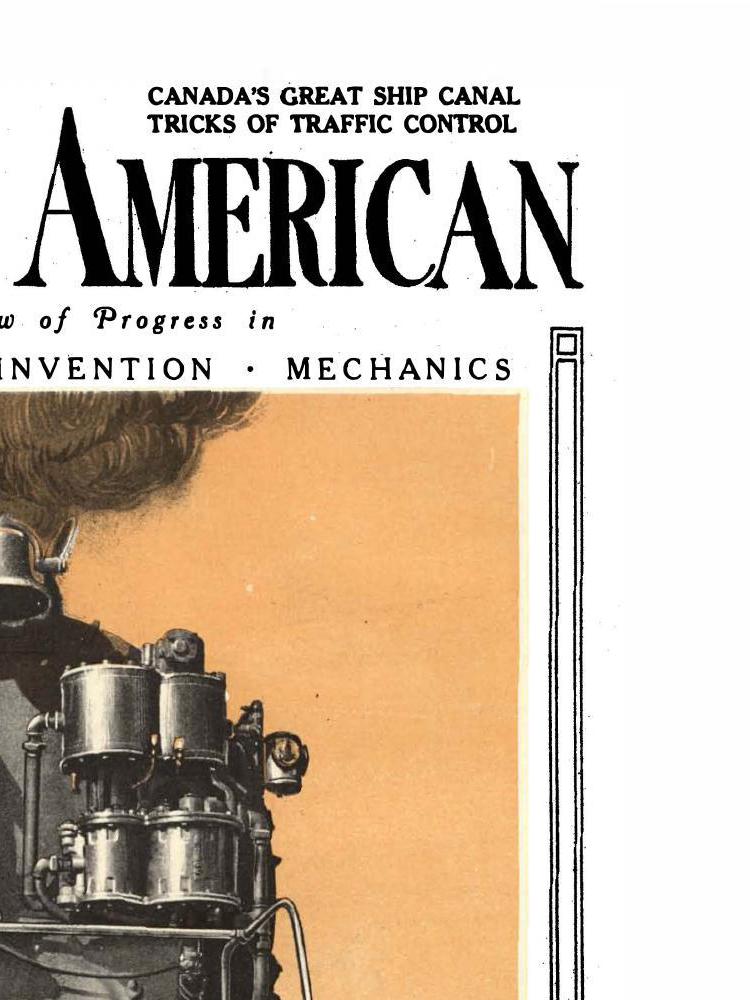 CANADA'S GREAT SHIP CANAL
TRICKS OF TRAFFIC CONTROL
AMERICAN
w of Progress in
INVENTION · MECHANICS